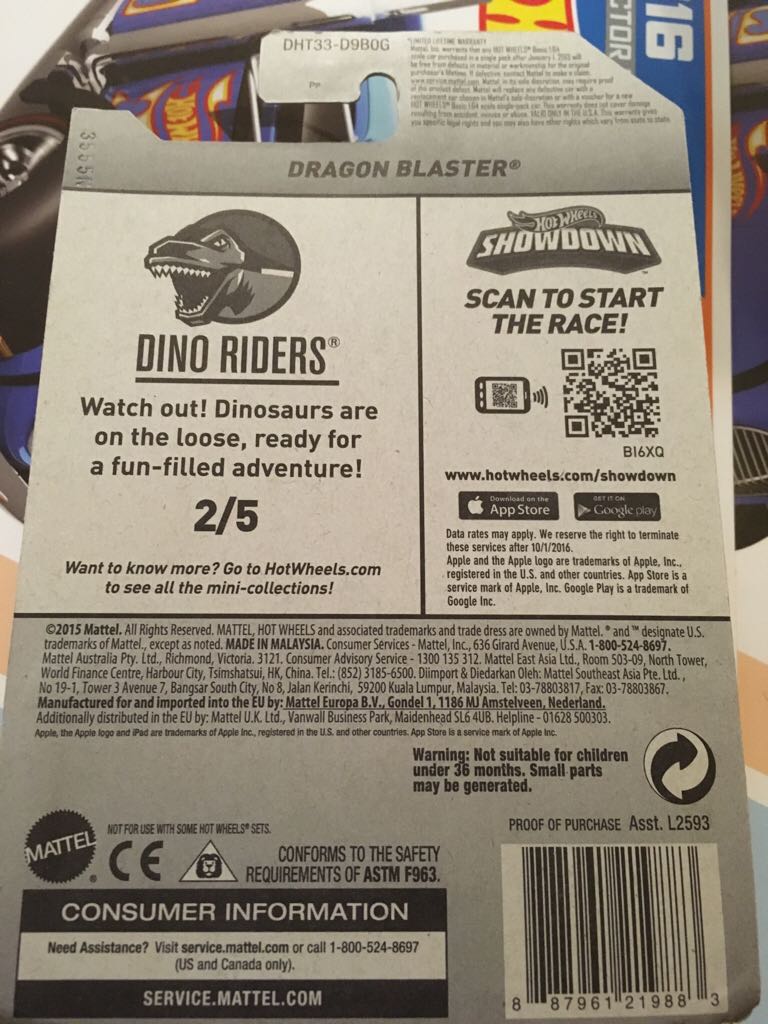 DHT33-D9B0G
PP
*LIMITED LIFETIME WARRANTY
35
16
CTOR
DRAGON BLASTER®
DINO RIDERS®
Watch out! Dinosaurs are
on the loose, ready for
a fun-filled adventure!
2/5
Want to know more? Go to HotWheels.com
to see all the mini-collections!
HOT WHEELS
SHOWDOWN™
SCAN TO START
THE RACE!
BI6XQ
www.hotwheels.com/showdown
Download on the
App Store
GET IT ON
Google play
Data rates may apply. We reserve the right to terminate
these services after 10/1/2016.
Apple and the Apple logo are trademarks of Apple, Inc.,
registered in the U.S. and other countries. App Store is a
service mark of Apple, Inc. Google Play is a trademark of
Google Inc.
©2015 Mattel. All Rights Reserved. MATTEL, HOT WHEELS and associated trademarks and trade dress are owned by Mattel. ® and ™ designate U.S.
trademarks of Mattel, except as noted. MADE IN MALAYSIA. Consumer Services - Mattel, Inc., 636 Girard Avenue, U.S.A. 1-800-524-8697.
Mattel Australia Pty. Ltd., Richmond, Victoria. 3121. Consumer Advisory Service - 1300 135 312. Mattel East Asia Ltd., Room 503-09, North Tower,
World Finance Centre, Harbour City, Tsimshatsui, HK, China. Tel.: (852) 3185-6500. Diimport & Diedarkan Oleh: Mattel Southeast Asia Pte. Ltd.,
No 19-1, Tower 3 Avenue 7, Bangsar South City, No 8, Jalan Kerinchi, 59200 Kuala Lumpur, Malaysia. Tel: 03-78803817, Fax: 03-78803867.
Manufactured for and imported into the EU by: Mattel Europa B.V., Gondel 1, 1186 MJ Amstelveen, Nederland.
Additionally distributed in the EU by: Mattel U.K. Ltd., Vanwall Business Park, Maidenhead SL6 4UB. Helpline - 01628 500303.
Apple, the Apple logo and iPad are trademarks of Apple Inc., registered in the U.S. and other countries. App Store is a service mark of Apple Inc.
Warning: Not suitable for children
under 36 months. Small parts
may be generated.
MATTEL®
NOT FOR USE WITH SOME HOT WHEELS® SETS.
CE
CONFORMS TO THE SAFETY
REQUIREMENTS OF ASTM F963.
PROOF OF PURCHASE Asst. L2593
CONSUMER INFORMATION
Need Assistance? Visit service.mattel.com or call 1-800-524-8697
(US and Canada only).
SERVICE.MATTEL.COM
8 87961 21988 3